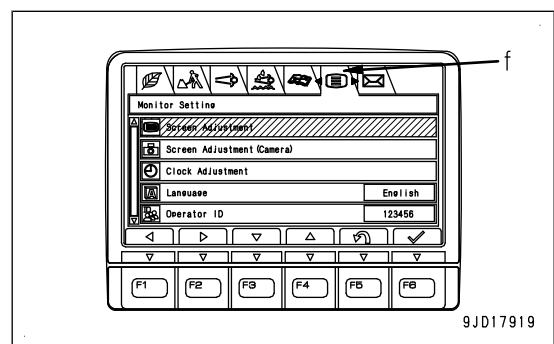 f
Monitor Setting
Screen Adjustment
Screen Adjustment (Camera)
Clock Adjustment
A Language English
Operator ID 123456
F1 F2 F3 F4 F5 F6
9JD17919